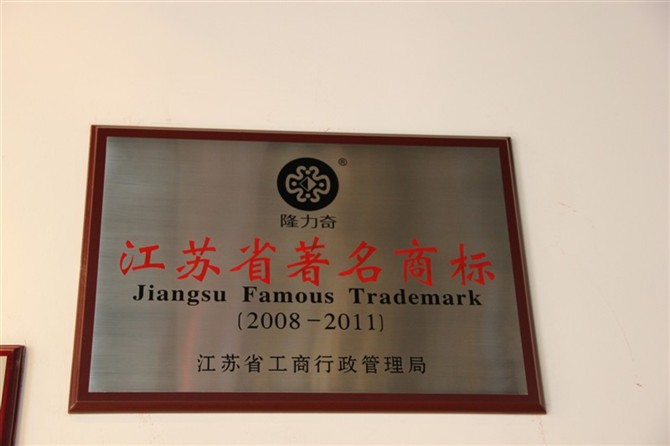 ®
隆力奇
江苏省著名商标
Jiangsu Famous Trademark
(2008-2011)
江苏省工商行政管理局